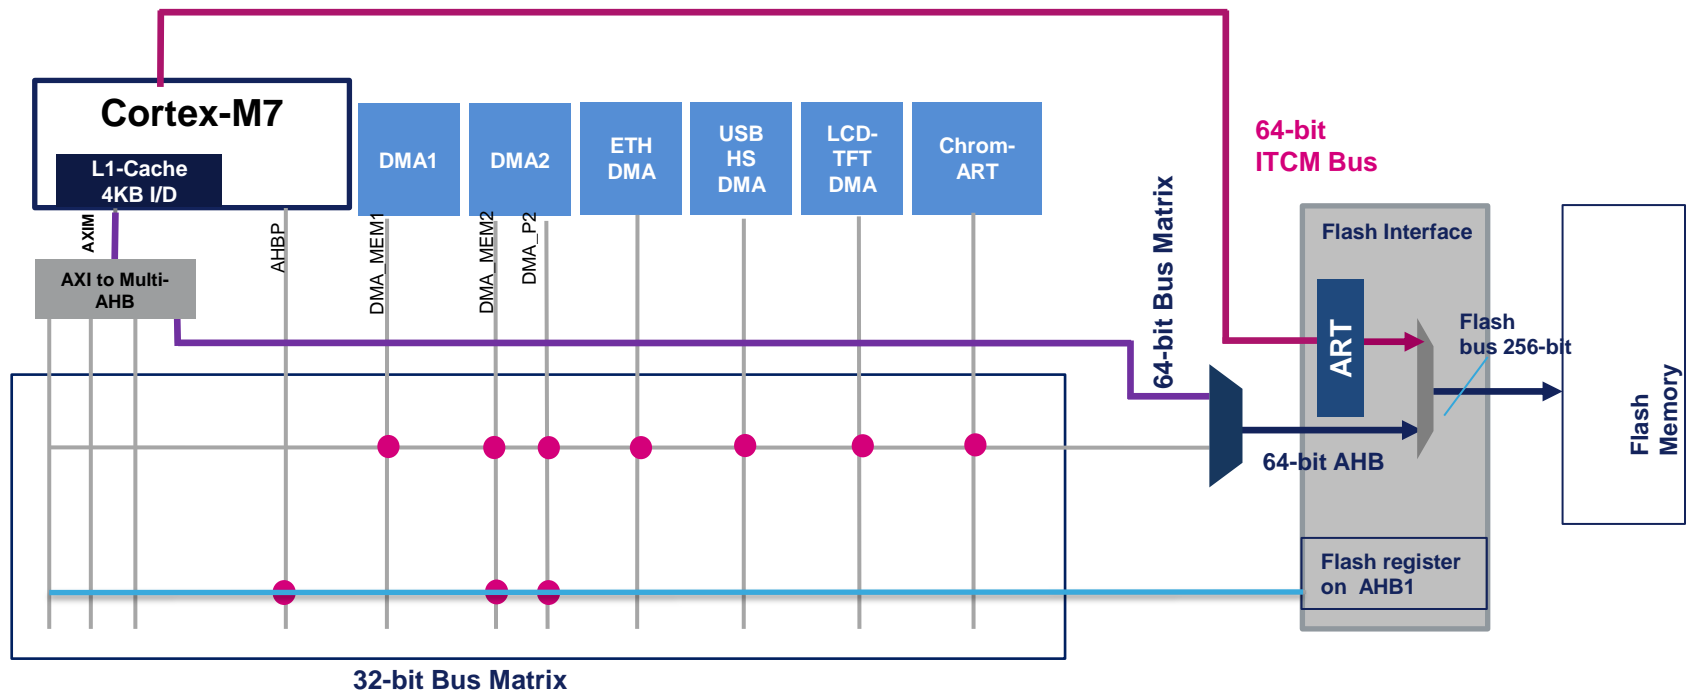 Cortex-M7
L1-Cache
4KB I/D
DMA1
DMA2
ETH
DMA
USB
HS
DMA
LCD-
TFT
DMA
Chrom-
ART
64-bit
ITCM Bus
AXIM
AHBP
DMA_MEM1
DMA_MEM2
DMA_P2
AXI to Multi-
AHB
64-bit Bus Matrix
Flash Interface
ART
Flash
bus 256-bit
Flash
Memory
64-bit AHB
Flash register
on AHB1
32-bit Bus Matrix